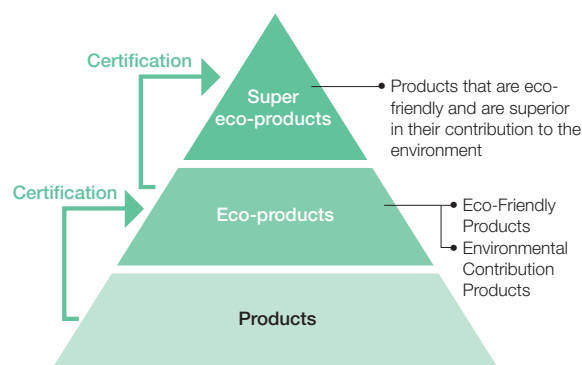 Certification
Super
eco-products
Products that are eco-
friendly and are superior
in their contribution to the
environment
Certification
Eco-products
Eco-Friendly
Products
Environmental
Contribution
Products
Products